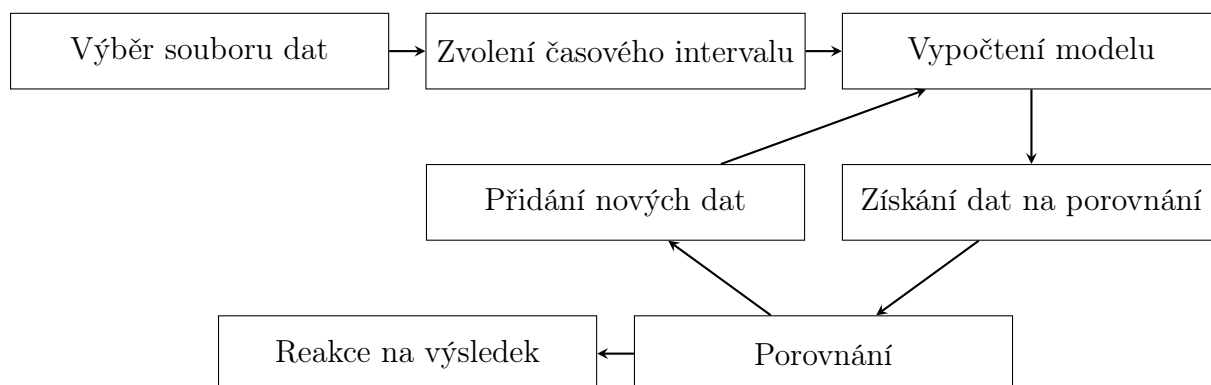 Výběr souboru dat
Zvolení časového intervalu
Vypočtení modelu
Přidání nových dat
Získání dat na porovnání
Reakce na výsledek
Porovnání